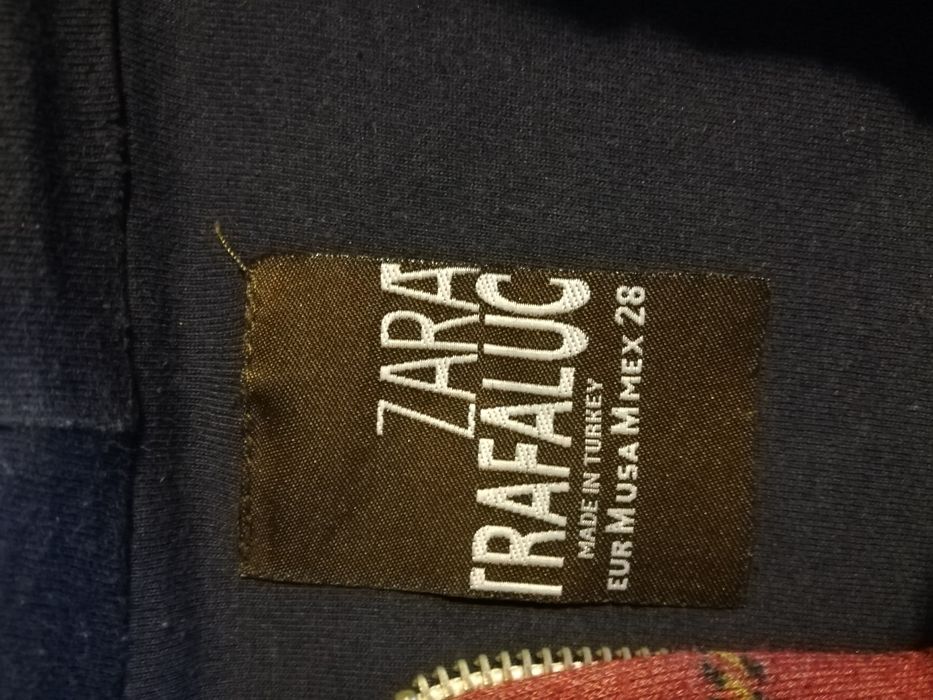 ZARA
TRAFALUC
MADE IN TURKEY
EUR M USA M MEX 28